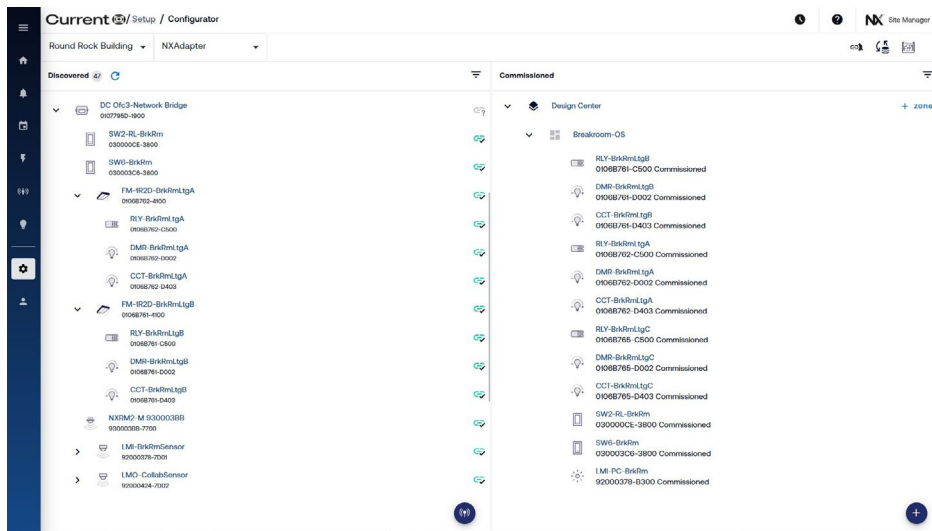 Current / Setup / Configurator
NX Site Manager
Round Rock Building NXAdapter
Discovered 47
DC Ofc3-Network Bridge
0107795D-1900
SW2-RL-BrkRm
030000CE-3800
SW6-BrkRm
030003C6-3800
FM-1R2D-BrkRmLtgA
0106B762-4100
RLY-BrkRmLtgA
0106B762-C500
DMR-BrkRmLtgA
0106B762-D002
CCT-BrkRmLtgA
0106B762-D403
FM-1R2D-BrkRmLtgB
0106B761-4100
RLY-BrkRmLtgB
0106B761-C500
DMR-BrkRmLtgB
0106B761-D002
CCT-BrkRmLtgB
0106B761-D403
NXRM2-M 930003BB
930003BB-7700
LMI-BrkRmSensor
92000378-7D01
LMO-CollabSensor
92000424-7D02
Commissioned
Design Center + zone
Breakroom-OS
RLY-BrkRmLtgB
0106B761-C500 Commissioned
DMR-BrkRmLtgB
0106B761-D002 Commissioned
CCT-BrkRmLtgB
0106B761-D403 Commissioned
RLY-BrkRmLtgA
0106B762-C500 Commissioned
DMR-BrkRmLtgA
0106B762-D002 Commissioned
CCT-BrkRmLtgA
0106B762-D403 Commissioned
RLY-BrkRmLtgC
0106B765-C500 Commissioned
DMR-BrkRmLtgC
0106B765-D002 Commissioned
CCT-BrkRmLtgC
0106B765-D403 Commissioned
SW2-RL-BrkRm
030000CE-3800 Commissioned
SW6-BrkRm
030003C6-3800 Commissioned
LMI-PC-BrkRm
92000378-B300 Commissioned